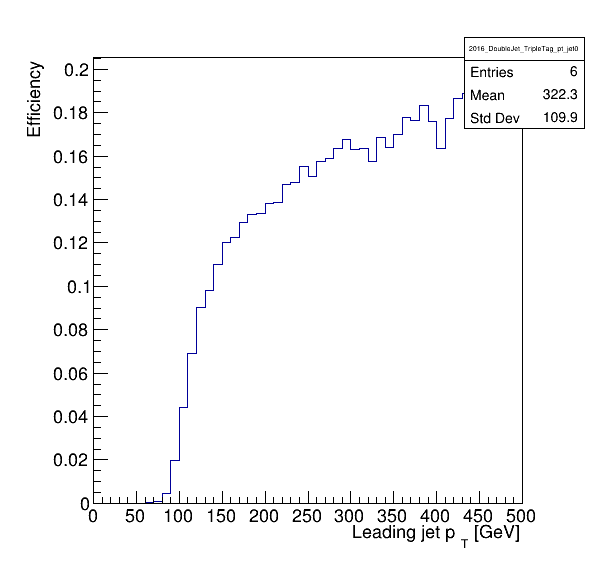 2016_DoubleJet_TripleTag_pt_jet0
Entries 6
Mean 322.3
Std Dev 109.9
Efficiency
0.2
0.18
0.16
0.14
0.12
0.1
0.08
0.06
0.04
0.02
0
0 50 100 150 200 250 300 350 400 450 500
Leading jet p T [GeV]